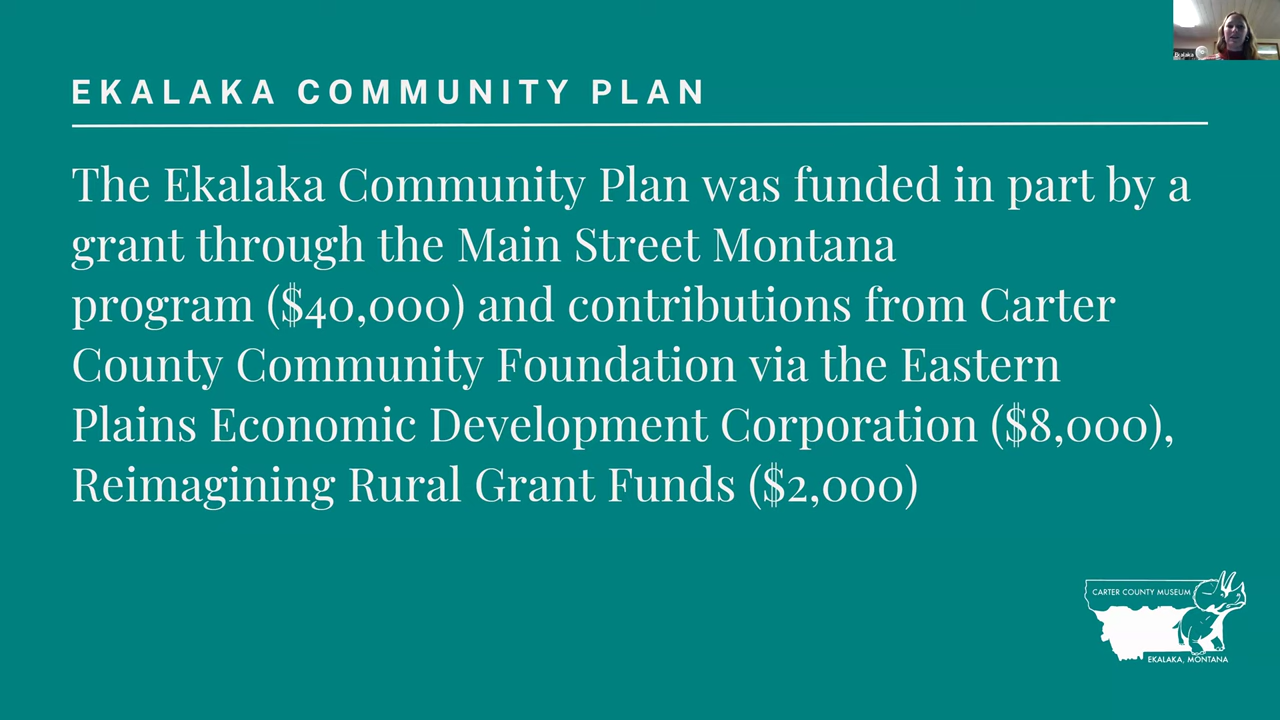 Ekalaka
EKALAKA COMMUNITY PLAN
The Ekalaka Community Plan was funded in part by a
grant through the Main Street Montana
program ($40,000) and contributions from Carter
County Community Foundation via the Eastern
Plains Economic Development Corporation ($8,000),
Reimagining Rural Grant Funds ($2,000)
CARTER COUNTY MUSEUM
EKALAKA, MONTANA